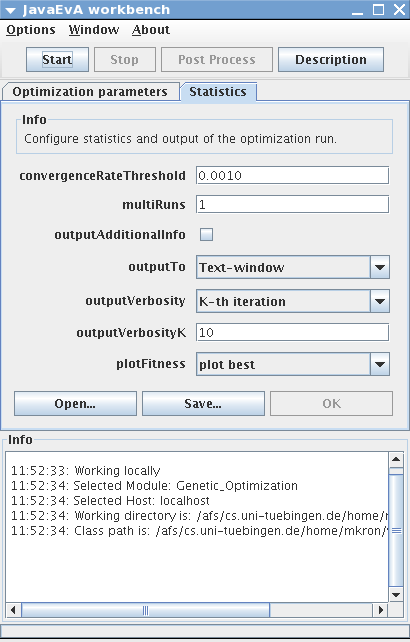 JavaEvA workbench
Options Window About
Start Stop Post Process Description
Optimization parameters Statistics
Info
Configure statistics and output of the optimization run.
convergenceRateThreshold 0.0010
multiRuns 1
outputAdditionalInfo
outputTo Text-window
outputVerbosity K-th iteration
outputVerbosityK 10
plotFitness plot best
Open... Save... OK
Info
11:52:33: Working locally
11:52:34: Selected Module: Genetic_Optimization
11:52:34: Selected Host: localhost
11:52:34: Working directory is: /afs/cs.uni-tuebingen.de/home/
11:52:34: Class path is: /afs/cs.uni-tuebingen.de/home/mkron/